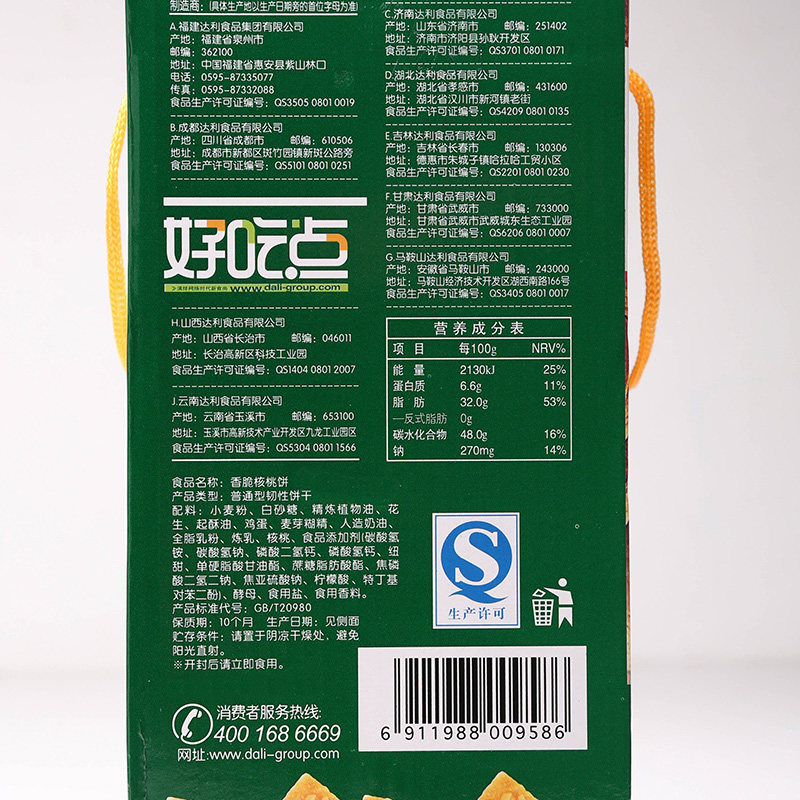 制造商：(具体生产地以生产日期旁的首位字母为准)
A.福建达利食品集团有限公司
产地：福建省泉州市
邮编：362100
地址：中国福建省惠安县紫山林口
电话：0595-87335077
传真：0595-87332088
食品生产许可证编号：QS3505 0801 0019
B.成都达利食品有限公司
产地：四川省成都市 邮编：610506
地址：成都市新都区斑竹园镇新斑公路旁
食品生产许可证编号：QS5101 0801 0251
好吃点
>演绎网络时代新食尚 www.dali-group.com
H.山西达利食品有限公司
产地：山西省长治市 邮编：046011
地址：长治高新区科技工业园
食品生产许可证编号：QS1404 0801 2007
J.云南达利食品有限公司
产地：云南省玉溪市 邮编：653100
地址：玉溪市高新技术产业开发区九龙工业园区
食品生产许可证编号：QS5304 0801 1566
C.济南达利食品有限公司
产地：山东省济南市 邮编：251402
地址：济南市济阳县孙耿开发区
食品生产许可证编号：QS3701 0801 0171
D.湖北达利食品有限公司
产地：湖北省孝感市 邮编：431600
地址：湖北省汉川市新河镇老街
食品生产许可证编号：QS4209 0801 0135
E.吉林达利食品有限公司
产地：吉林省长春市 邮编：130306
地址：德惠市朱城子镇哈拉哈工贸小区
食品生产许可证编号：QS2201 0801 0230
F.甘肃达利食品有限公司
产地：甘肃省武威市 邮编：733000
地址：甘肃省武威市武威城东生态工业园
食品生产许可证编号：QS6206 0801 0007
G.马鞍山达利食品有限公司
产地：安徽省马鞍山市 邮编：243000
地址：马鞍山经济技术开发区湖西南路166号
食品生产许可证编号：QS3405 0801 0017
营养成分表
项 目 每100g NRV%
能 量 2130kJ 25%
蛋白质 6.6g 11%
脂 肪 32.0g 53%
—反式脂肪 0g
碳水化合物 48.0g 16%
钠 270mg 14%
食品名称：香脆核桃饼
产品类型：普通型韧性饼干
配料：小麦粉、白砂糖、精炼植物油、花
生、起酥油、鸡蛋、麦芽糊精、人造奶油、
全脂乳粉、炼乳、核桃、食品添加剂(碳酸氢
铵、碳酸氢钠、磷酸二氢钙、磷酸氢钙、纽
甜、单硬脂酸甘油酯、蔗糖脂肪酸酯、焦磷
酸二氢二钠、焦亚硫酸钠、柠檬酸、特丁基
对苯二酚)、酵母、食用盐、食用香料。
产品标准代号：GB/T20980
保质期：10个月 生产日期：见侧面
贮存条件：请置于阴凉干燥处，避免
阳光直射。
※开封后请立即食用。
生产许可
消费者服务热线：
400 168 6669
网址:www.dali-group.com
6 911988 009586